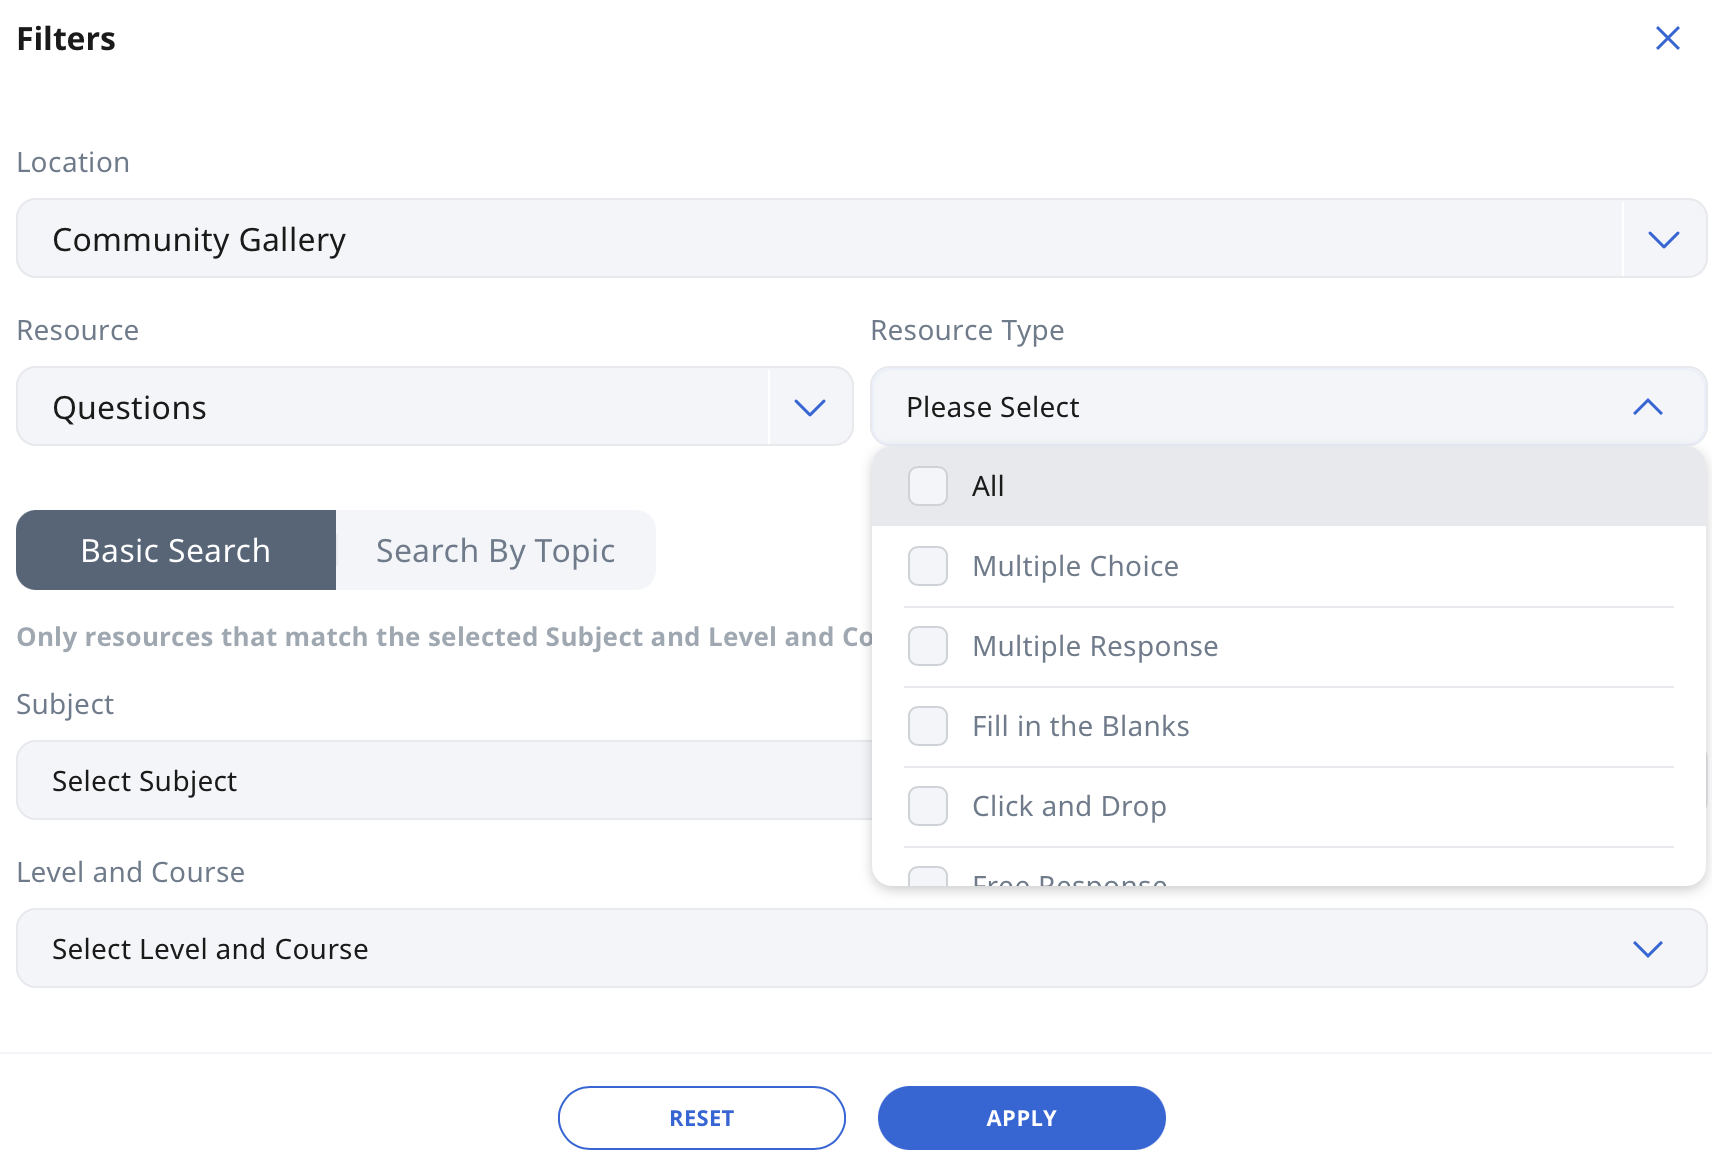 Filters
Location
Community Gallery
Resource
Resource Type
Questions
Please Select
All
Basic Search
Search By Topic
Multiple Choice
Only resources that match the selected Subject and Level and Co
Multiple Response
Subject
Fill in the Blanks
Select Subject
Click and Drop
Level and Course
Free Response
Select Level and Course
RESET
APPLY